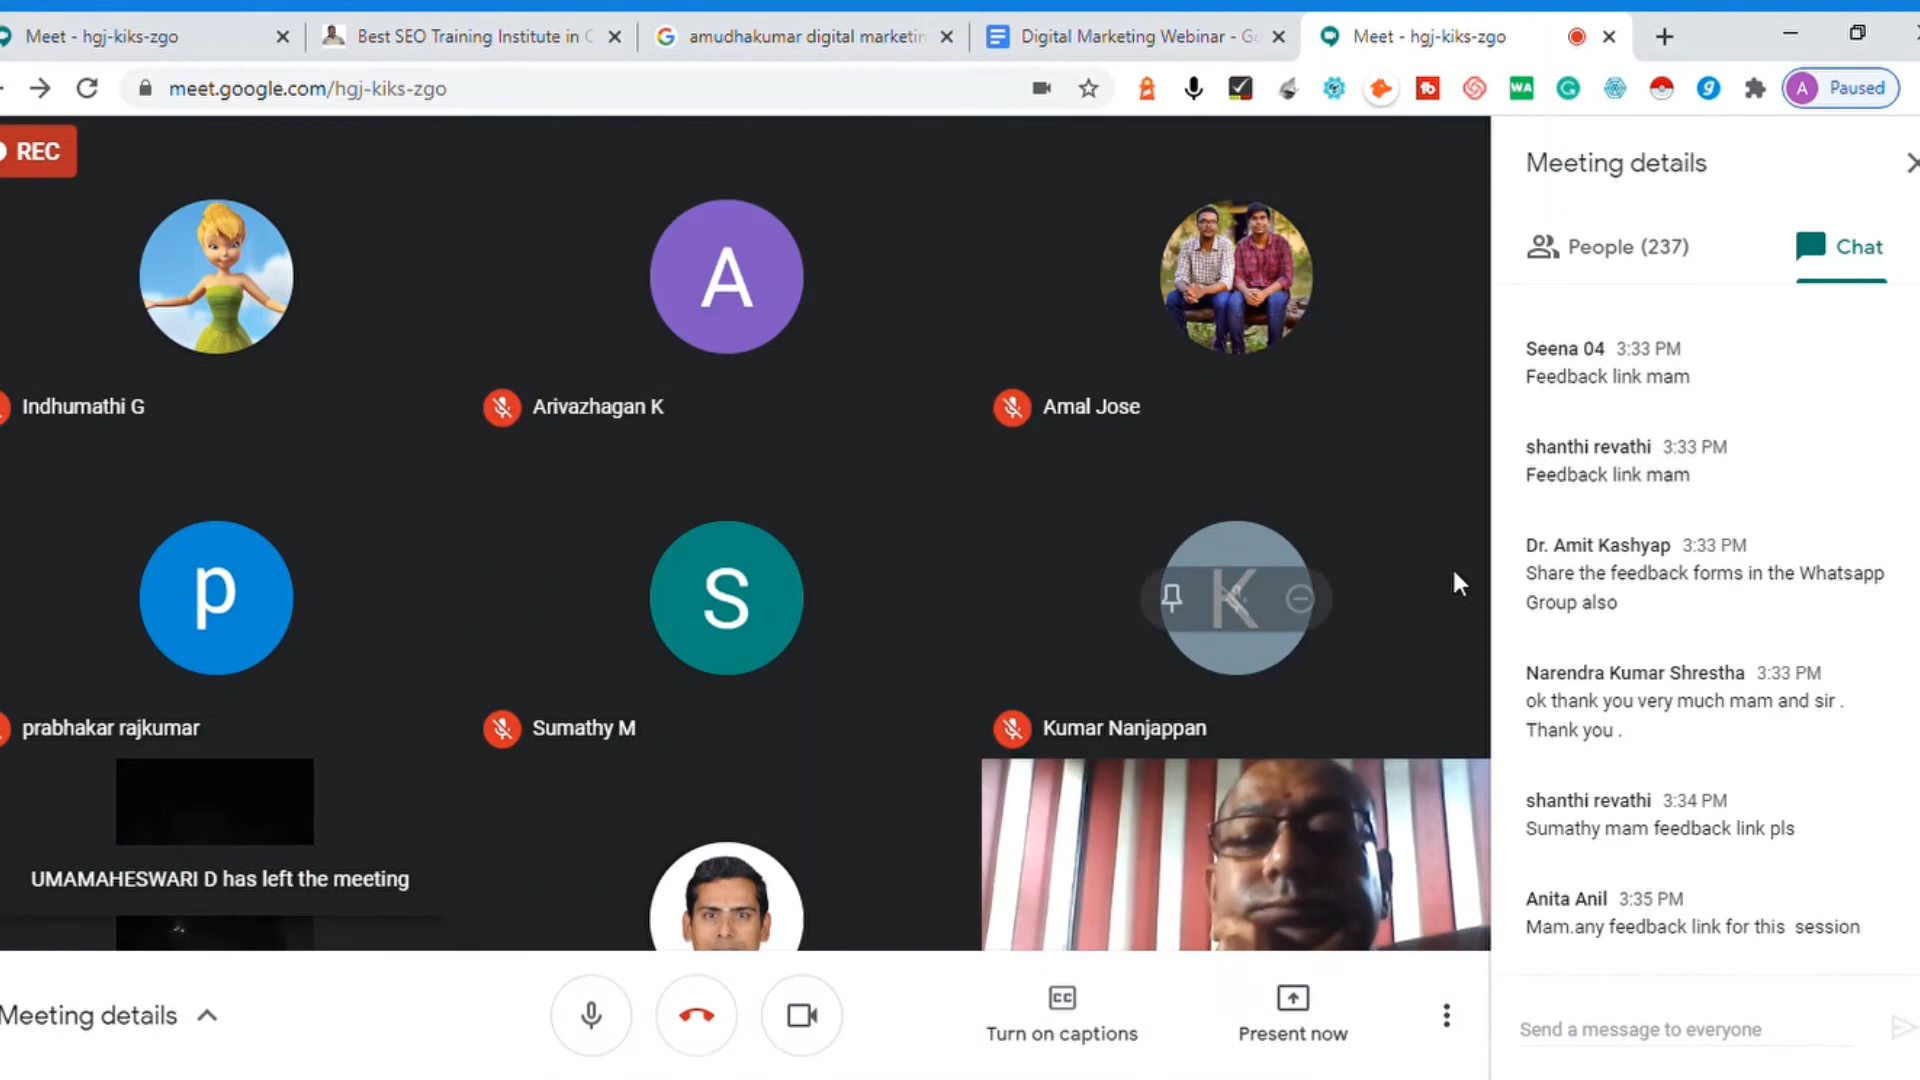 Meet - hgj-kiks-zgo
Best SEO Training Institute in C
amudhakumar digital marketin
Digital Marketing Webinar - Go
Meet - hgj-kiks-zgo
meet.google.com/hgj-kiks-zgo
WA
A Paused
REC
Meeting details
People (237)
Chat
A
Indhumathi G
Arivazhagan K
Amal Jose
p
S
K
prabhakar rajkumar
Sumathy M
Kumar Nanjappan
UMAMAHESWARI D has left the meeting
Seena 04 3:33 PM
Feedback link mam
shanthi revathi 3:33 PM
Feedback link mam
Dr. Amit Kashyap 3:33 PM
Share the feedback forms in the Whatsapp
Group also
Narendra Kumar Shrestha 3:33 PM
ok thank you very much mam and sir .
Thank you .
shanthi revathi 3:34 PM
Sumathy mam feedback link pls
Anita Anil 3:35 PM
Mam.any feedback link for this session
Send a message to everyone
Meeting details
CC
Turn on captions
Present now